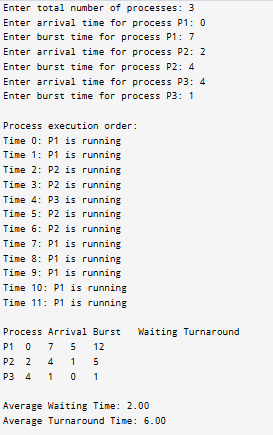 Enter total number of processes: 3
Enter arrival time for process P1: 0
Enter burst time for process P1: 7
Enter arrival time for process P2: 2
Enter burst time for process P2: 4
Enter arrival time for process P3: 4
Enter burst time for process P3: 1
Process execution order:
Time 0: P1 is running
Time 1: P1 is running
Time 2: P2 is running
Time 3: P2 is running
Time 4: P3 is running
Time 5: P2 is running
Time 6: P2 is running
Time 7: P1 is running
Time 8: P1 is running
Time 9: P1 is running
Time 10: P1 is running
Time 11: P1 is running
Process Arrival Burst Waiting Turnaround
P1 0 7 5 12
P2 2 4 1 5
P3 4 1 0 1
Average Waiting Time: 2.00
Average Turnaround Time: 6.00